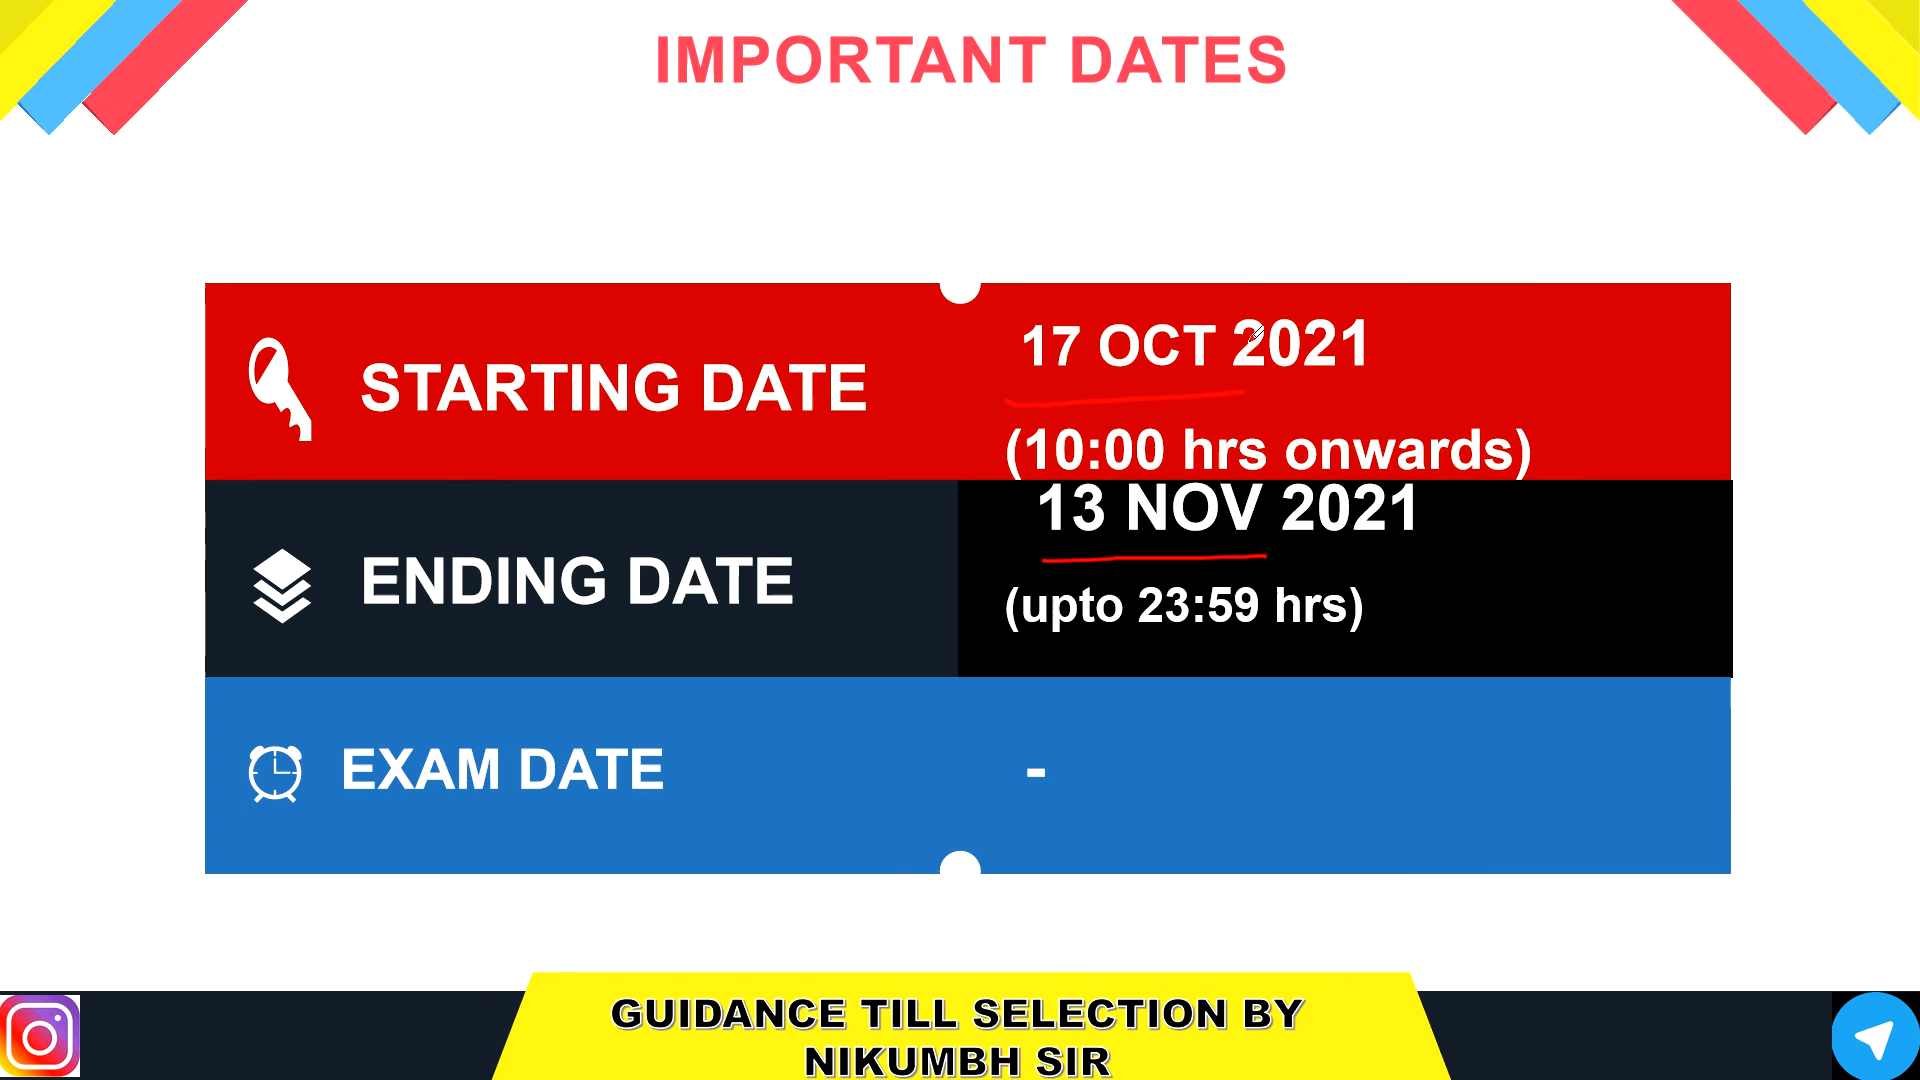 IMPORTANT DATES
STARTING DATE
17 OCT 2021
(10:00 hrs onwards)
ENDING DATE
13 NOV 2021
(upto 23:59 hrs)
EXAM DATE
-
GUIDANCE TILL SELECTION BY
NIKUMBH SIR